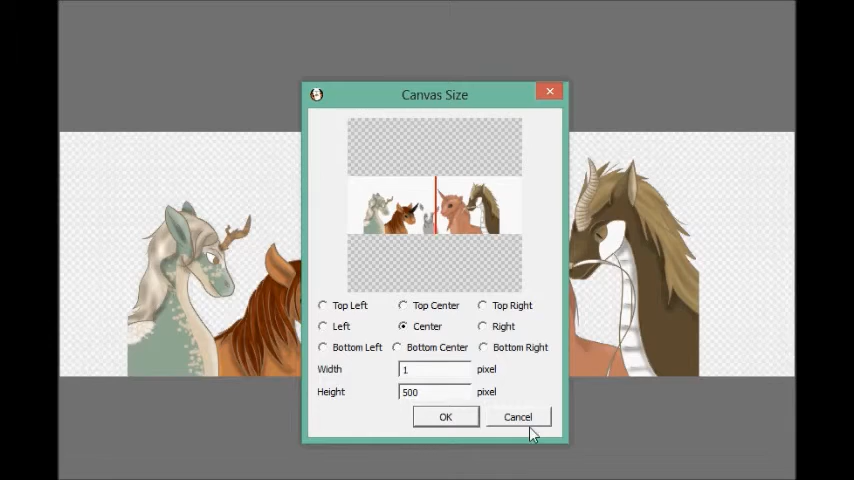 Canvas Size
Top Left Top Center Top Right
Left Center Right
Bottom Left Bottom Center Bottom Right
Width 1 pixel
Height 500 pixel
OK Cancel